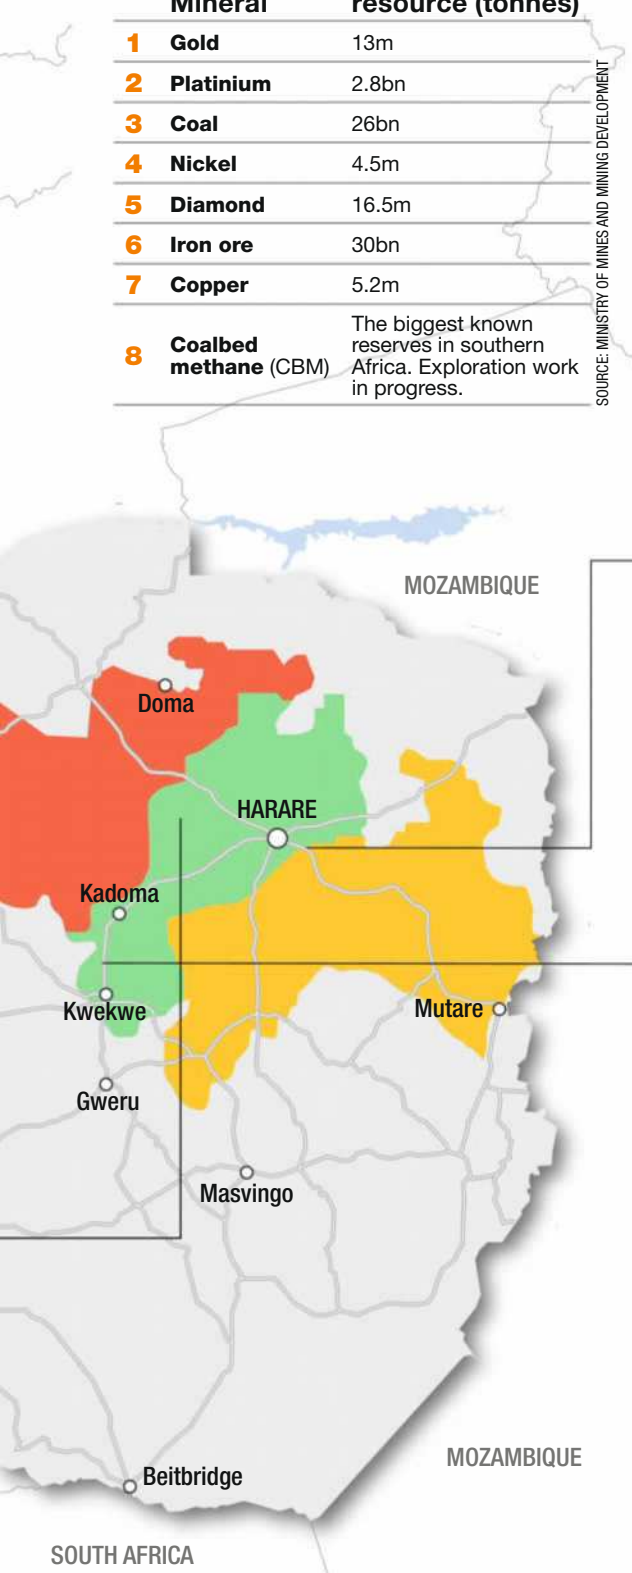 Mineral resource (tonnes)
1 Gold 13m
2 Platinium 2.8bn
3 Coal 26bn
4 Nickel 4.5m
5 Diamond 16.5m
6 Iron ore 30bn
7 Copper 5.2m
8 Coalbed methane (CBM)
The biggest known
reserves in southern
Africa. Exploration work
in progress.
SOURCE: MINISTRY OF MINES AND MINING DEVELOPMENT
MOZAMBIQUE
Doma
HARARE
Kadoma
Kwekwe
Mutare
Gweru
Masvingo
MOZAMBIQUE
Beitbridge
SOUTH AFRICA